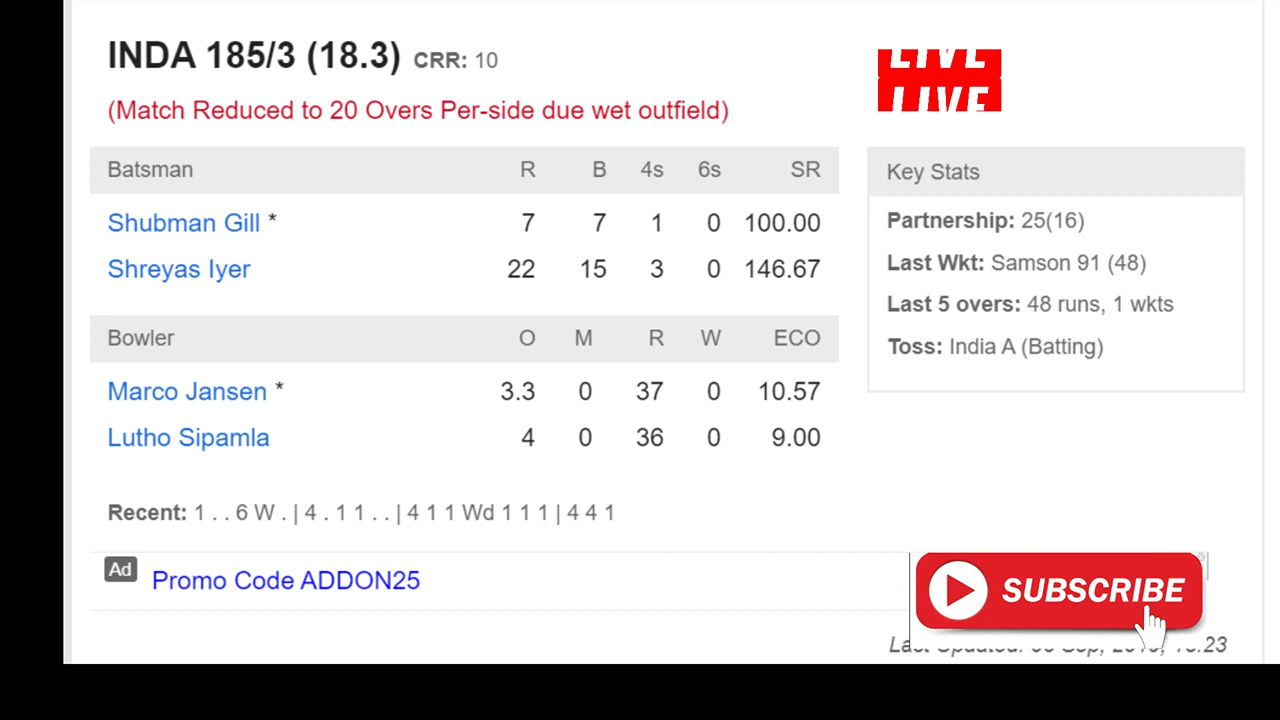 INDA 185/3 (18.3) CRR: 10
LIVE
(Match Reduced to 20 Overs Per-side due wet outfield)
Batsman R B 4s 6s SR
Shubman Gill * 7 7 1 0 100.00
Shreyas Iyer 22 15 3 0 146.67
Bowler O M R W ECO
Marco Jansen * 3.3 0 37 0 10.57
Lutho Sipamla 4 0 36 0 9.00
Recent: 1 . . 6 W . | 4 . 1 1 . . | 4 1 1 Wd 1 1 1 | 4 4 1
Key Stats
Partnership: 25(16)
Last Wkt: Samson 91 (48)
Last 5 overs: 48 runs, 1 wkts
Toss: India A (Batting)
Ad Promo Code ADDON25
SUBSCRIBE
Last Updated: Sep,